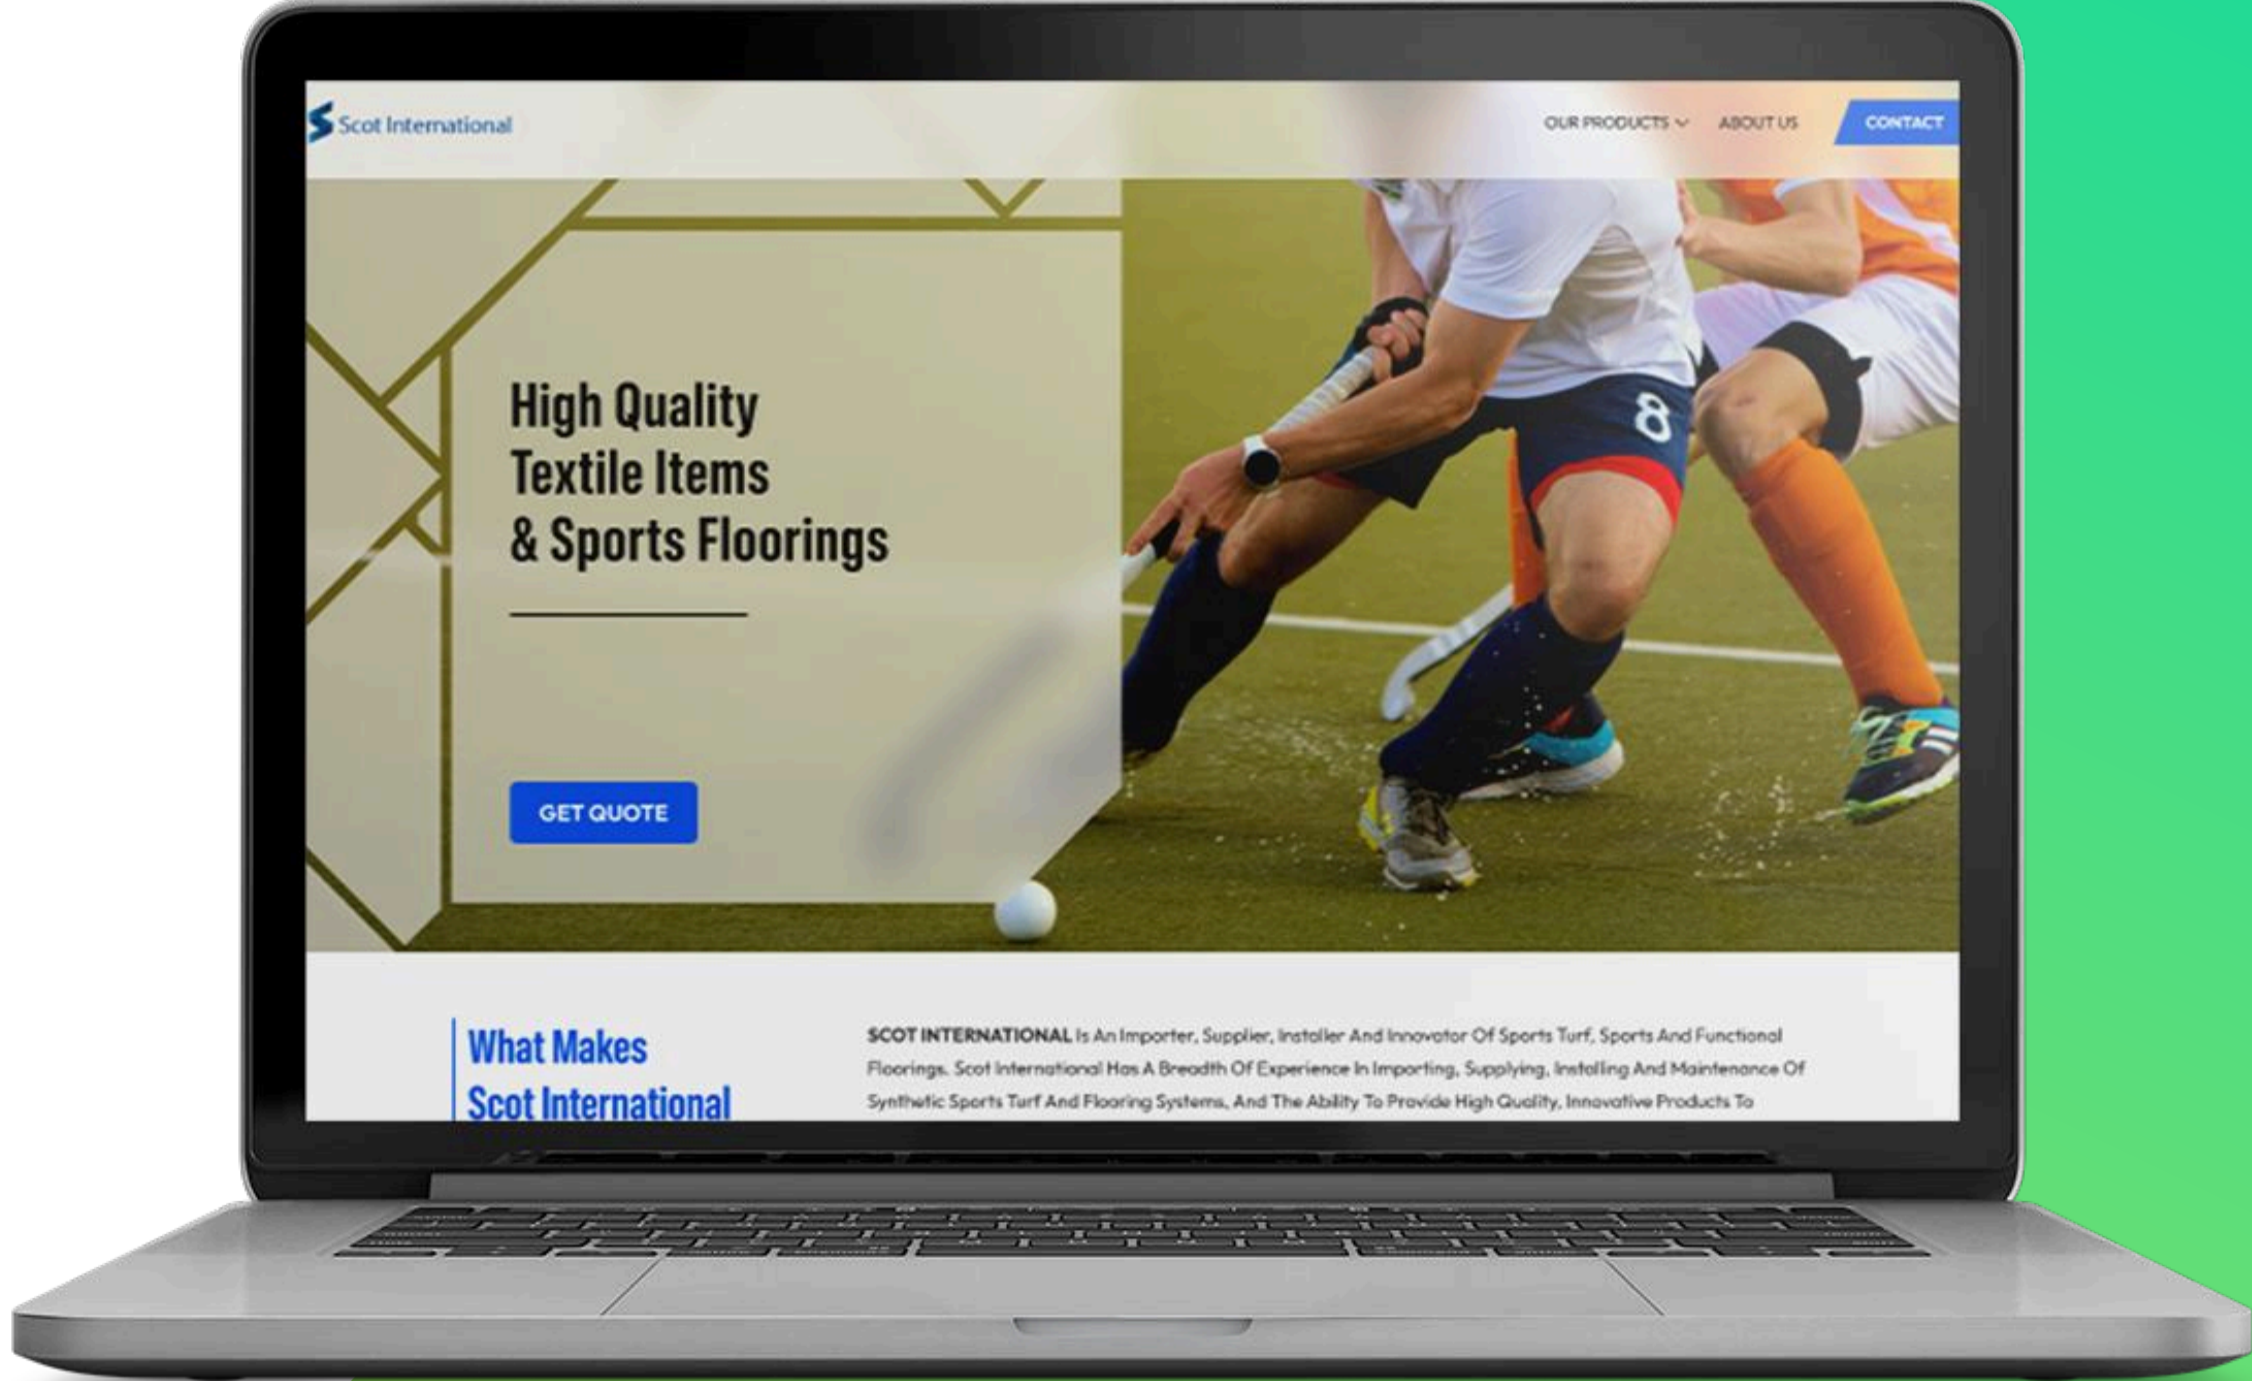 Scot International
OUR PRODUCTS
ABOUT US
CONTACT
High Quality
Textile Items
& Sports Floorings
8
GET QUOTE
What Makes
Scot International
SCOT INTERNATIONAL Is An Importer, Supplier, Installer And Innovator Of Sports Turf, Sports And Functional
Floorings. Scot International Has A Breadth Of Experience In Importing, Supplying, Installing And Maintenance Of
Synthetic Sports Turf And Flooring Systems, And The Ability To Provide High Quality, Innovative Products To